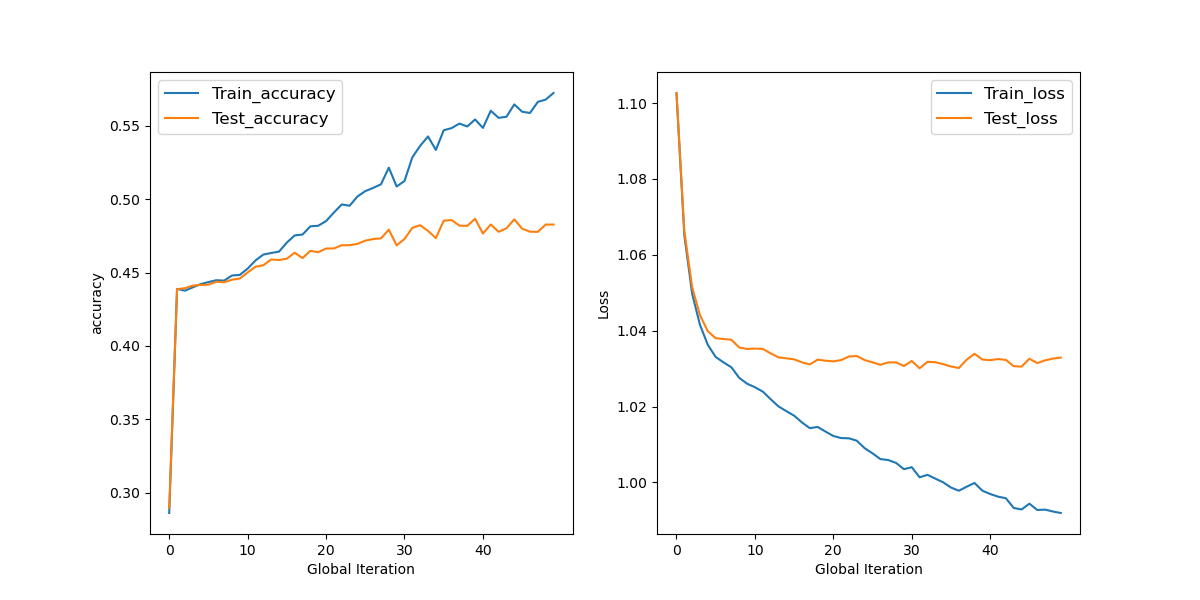 Train_accuracy
Test_accuracy
accuracy
0.55
0.50
0.45
0.40
0.35
0.30
0
10
20
30
40
Global Iteration
Train_loss
Test_loss
Loss
1.10
1.08
1.06
1.04
1.02
1.00
0
10
20
30
40
Global Iteration